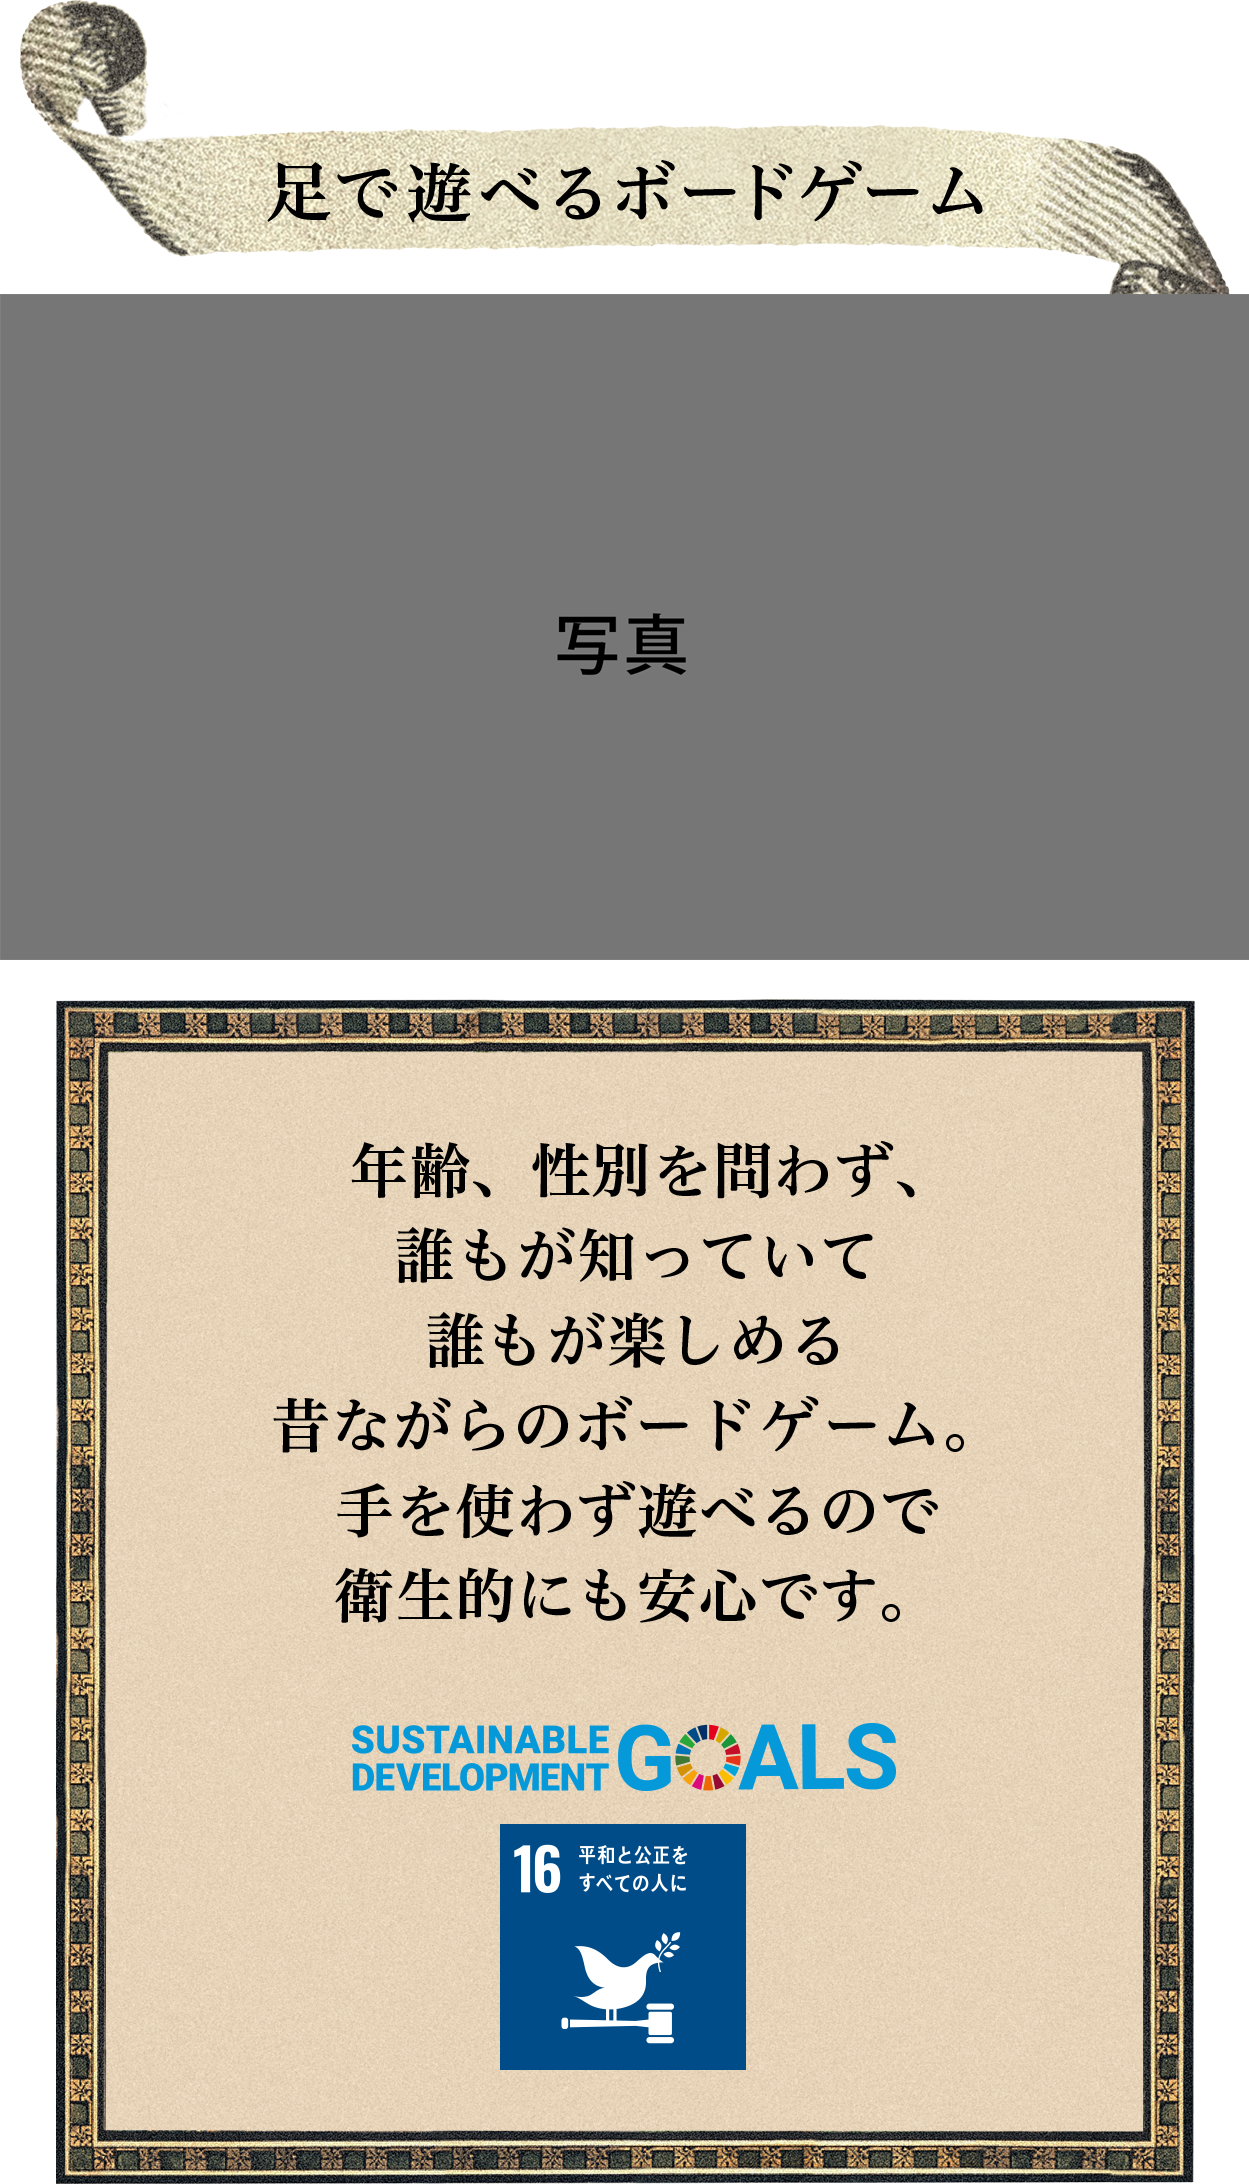 足で遊べるボードゲーム
写真
年齢、性別を問わず、
誰もが知っていて
誰もが楽しめる
昔ながらのボードゲーム。
手を使わず遊べるので
衛生的にも安心です。
SUSTAINABLE
DEVELOPMENT GOALS
16 平和と公正を
すべての人に